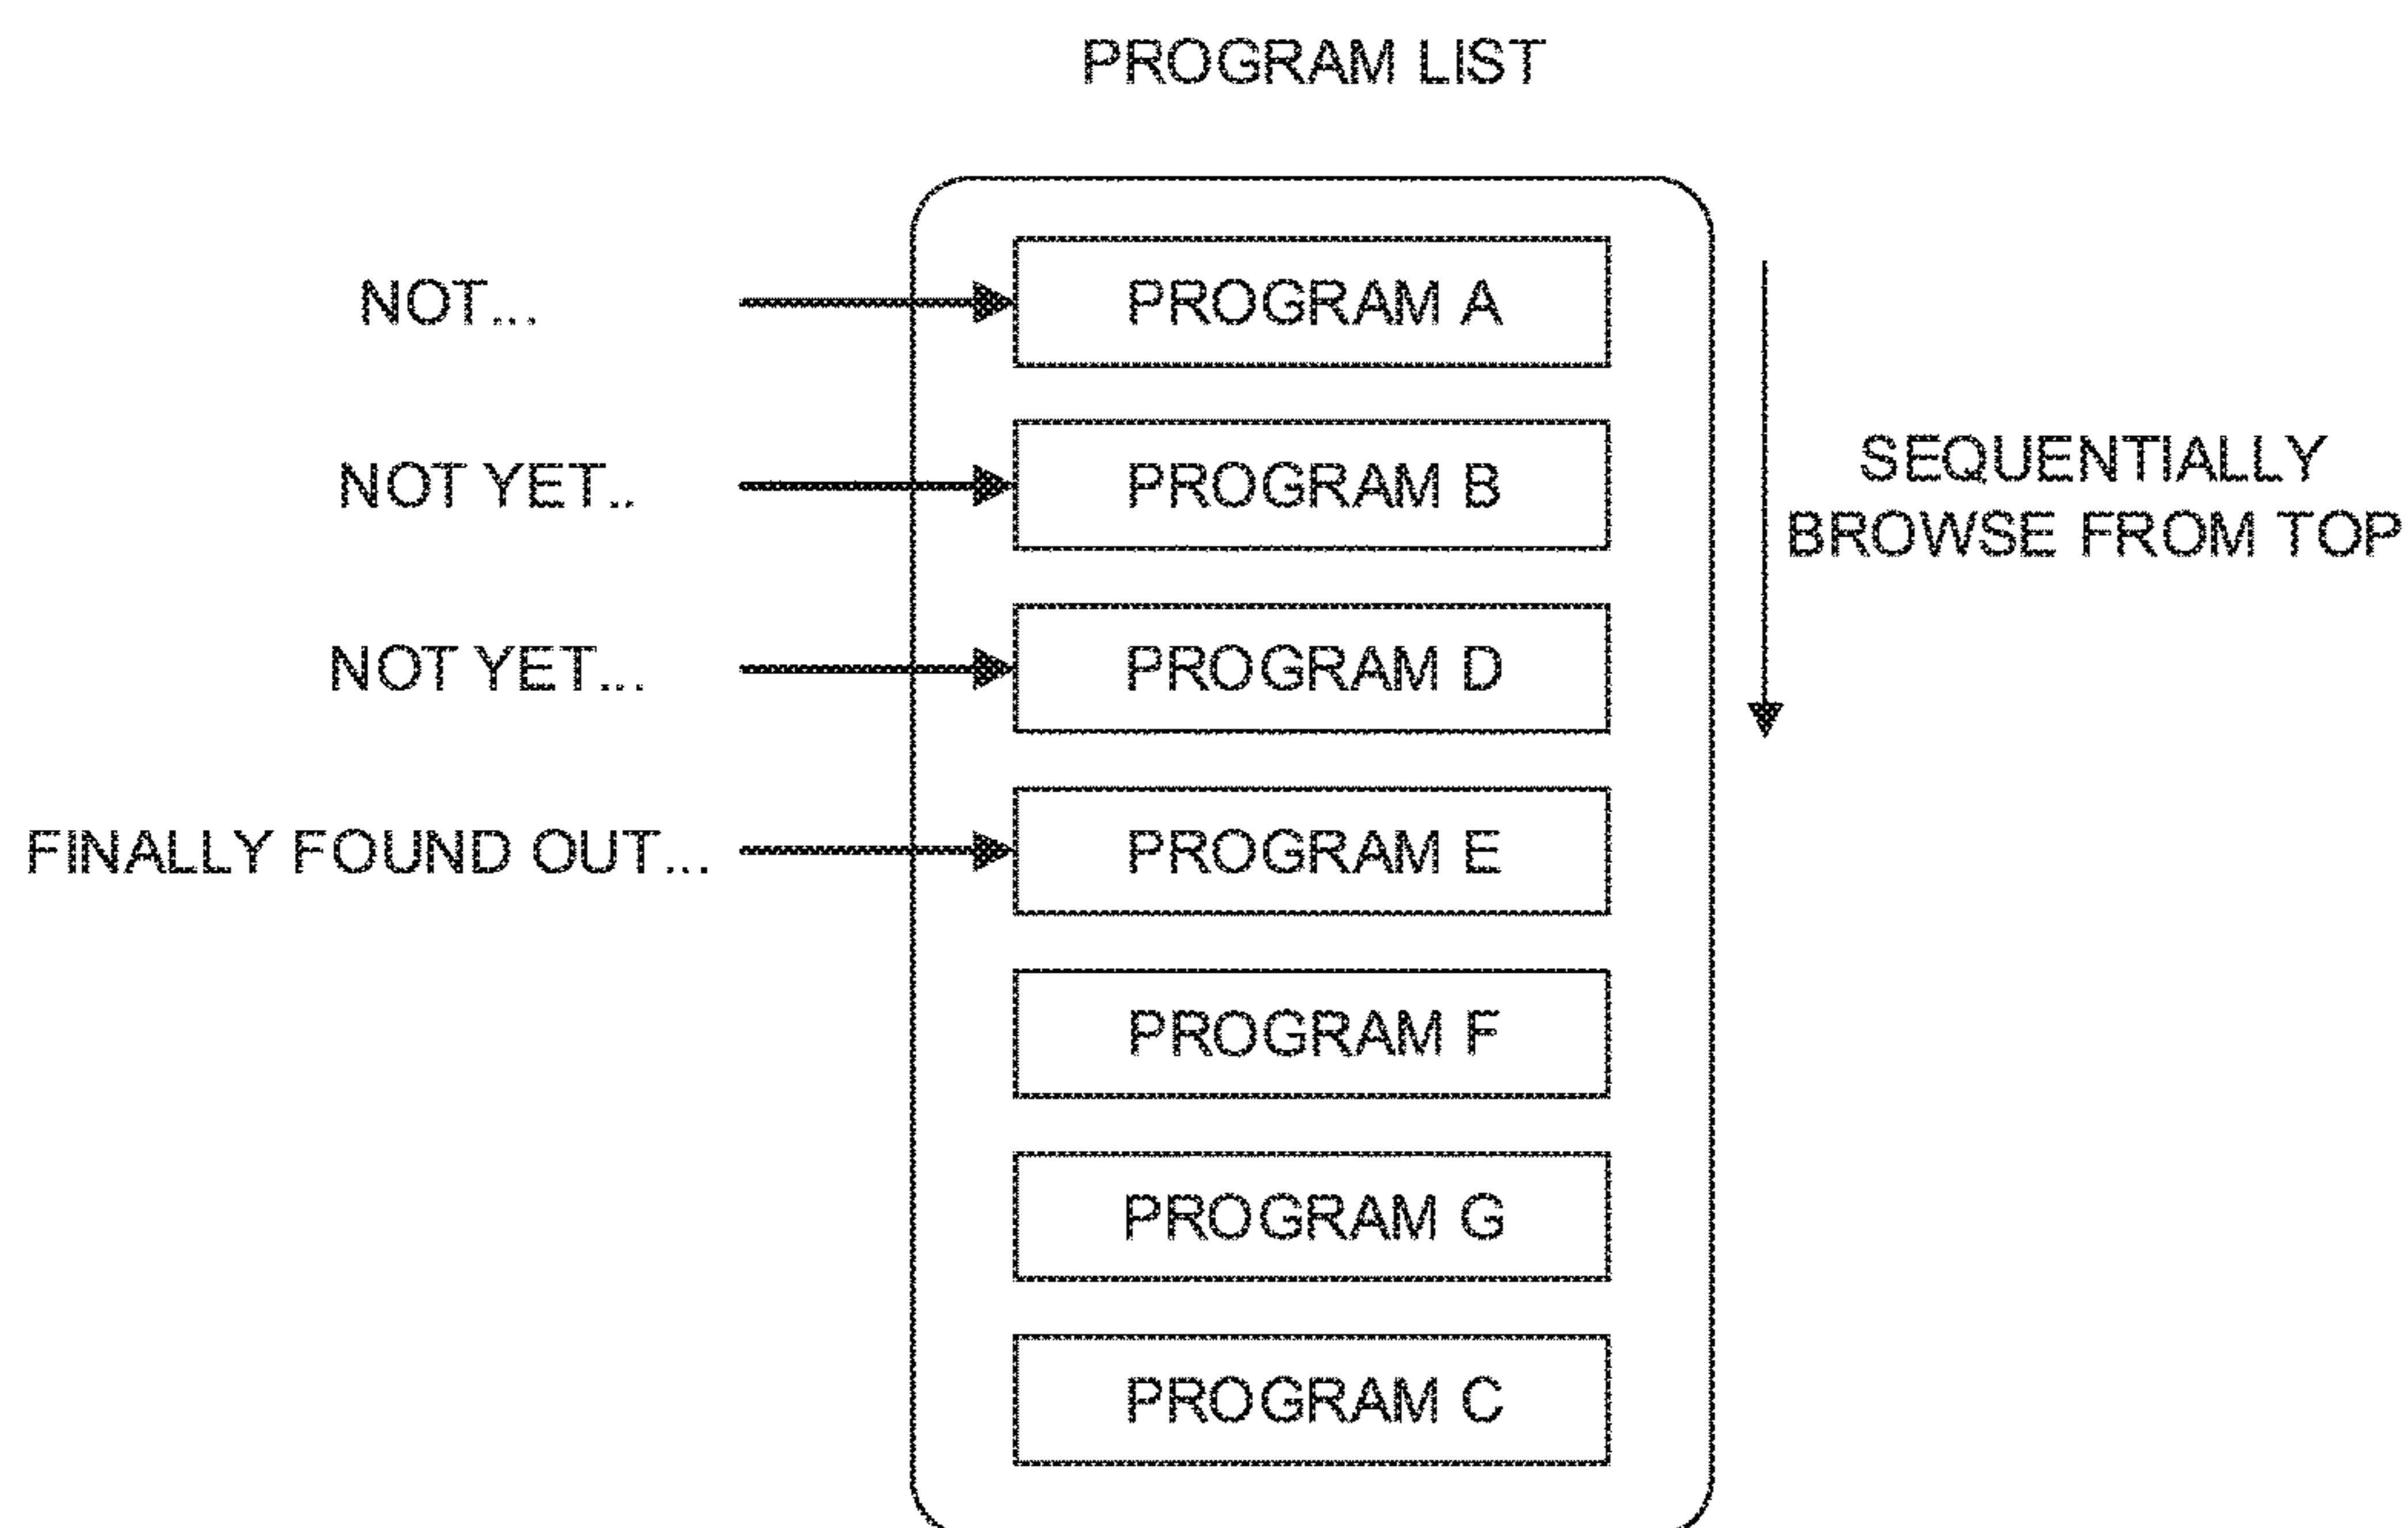 PROGRAM LIST
NOT...
PROGRAM A
NOT YET..
PROGRAM B
SEQUENTIALLY
BROWSE FROM TOP
NOT YET...
PROGRAM D
FINALLY FOUND OUT...
PROGRAM E
PROGRAM F
PROGRAM G
PROGRAM C